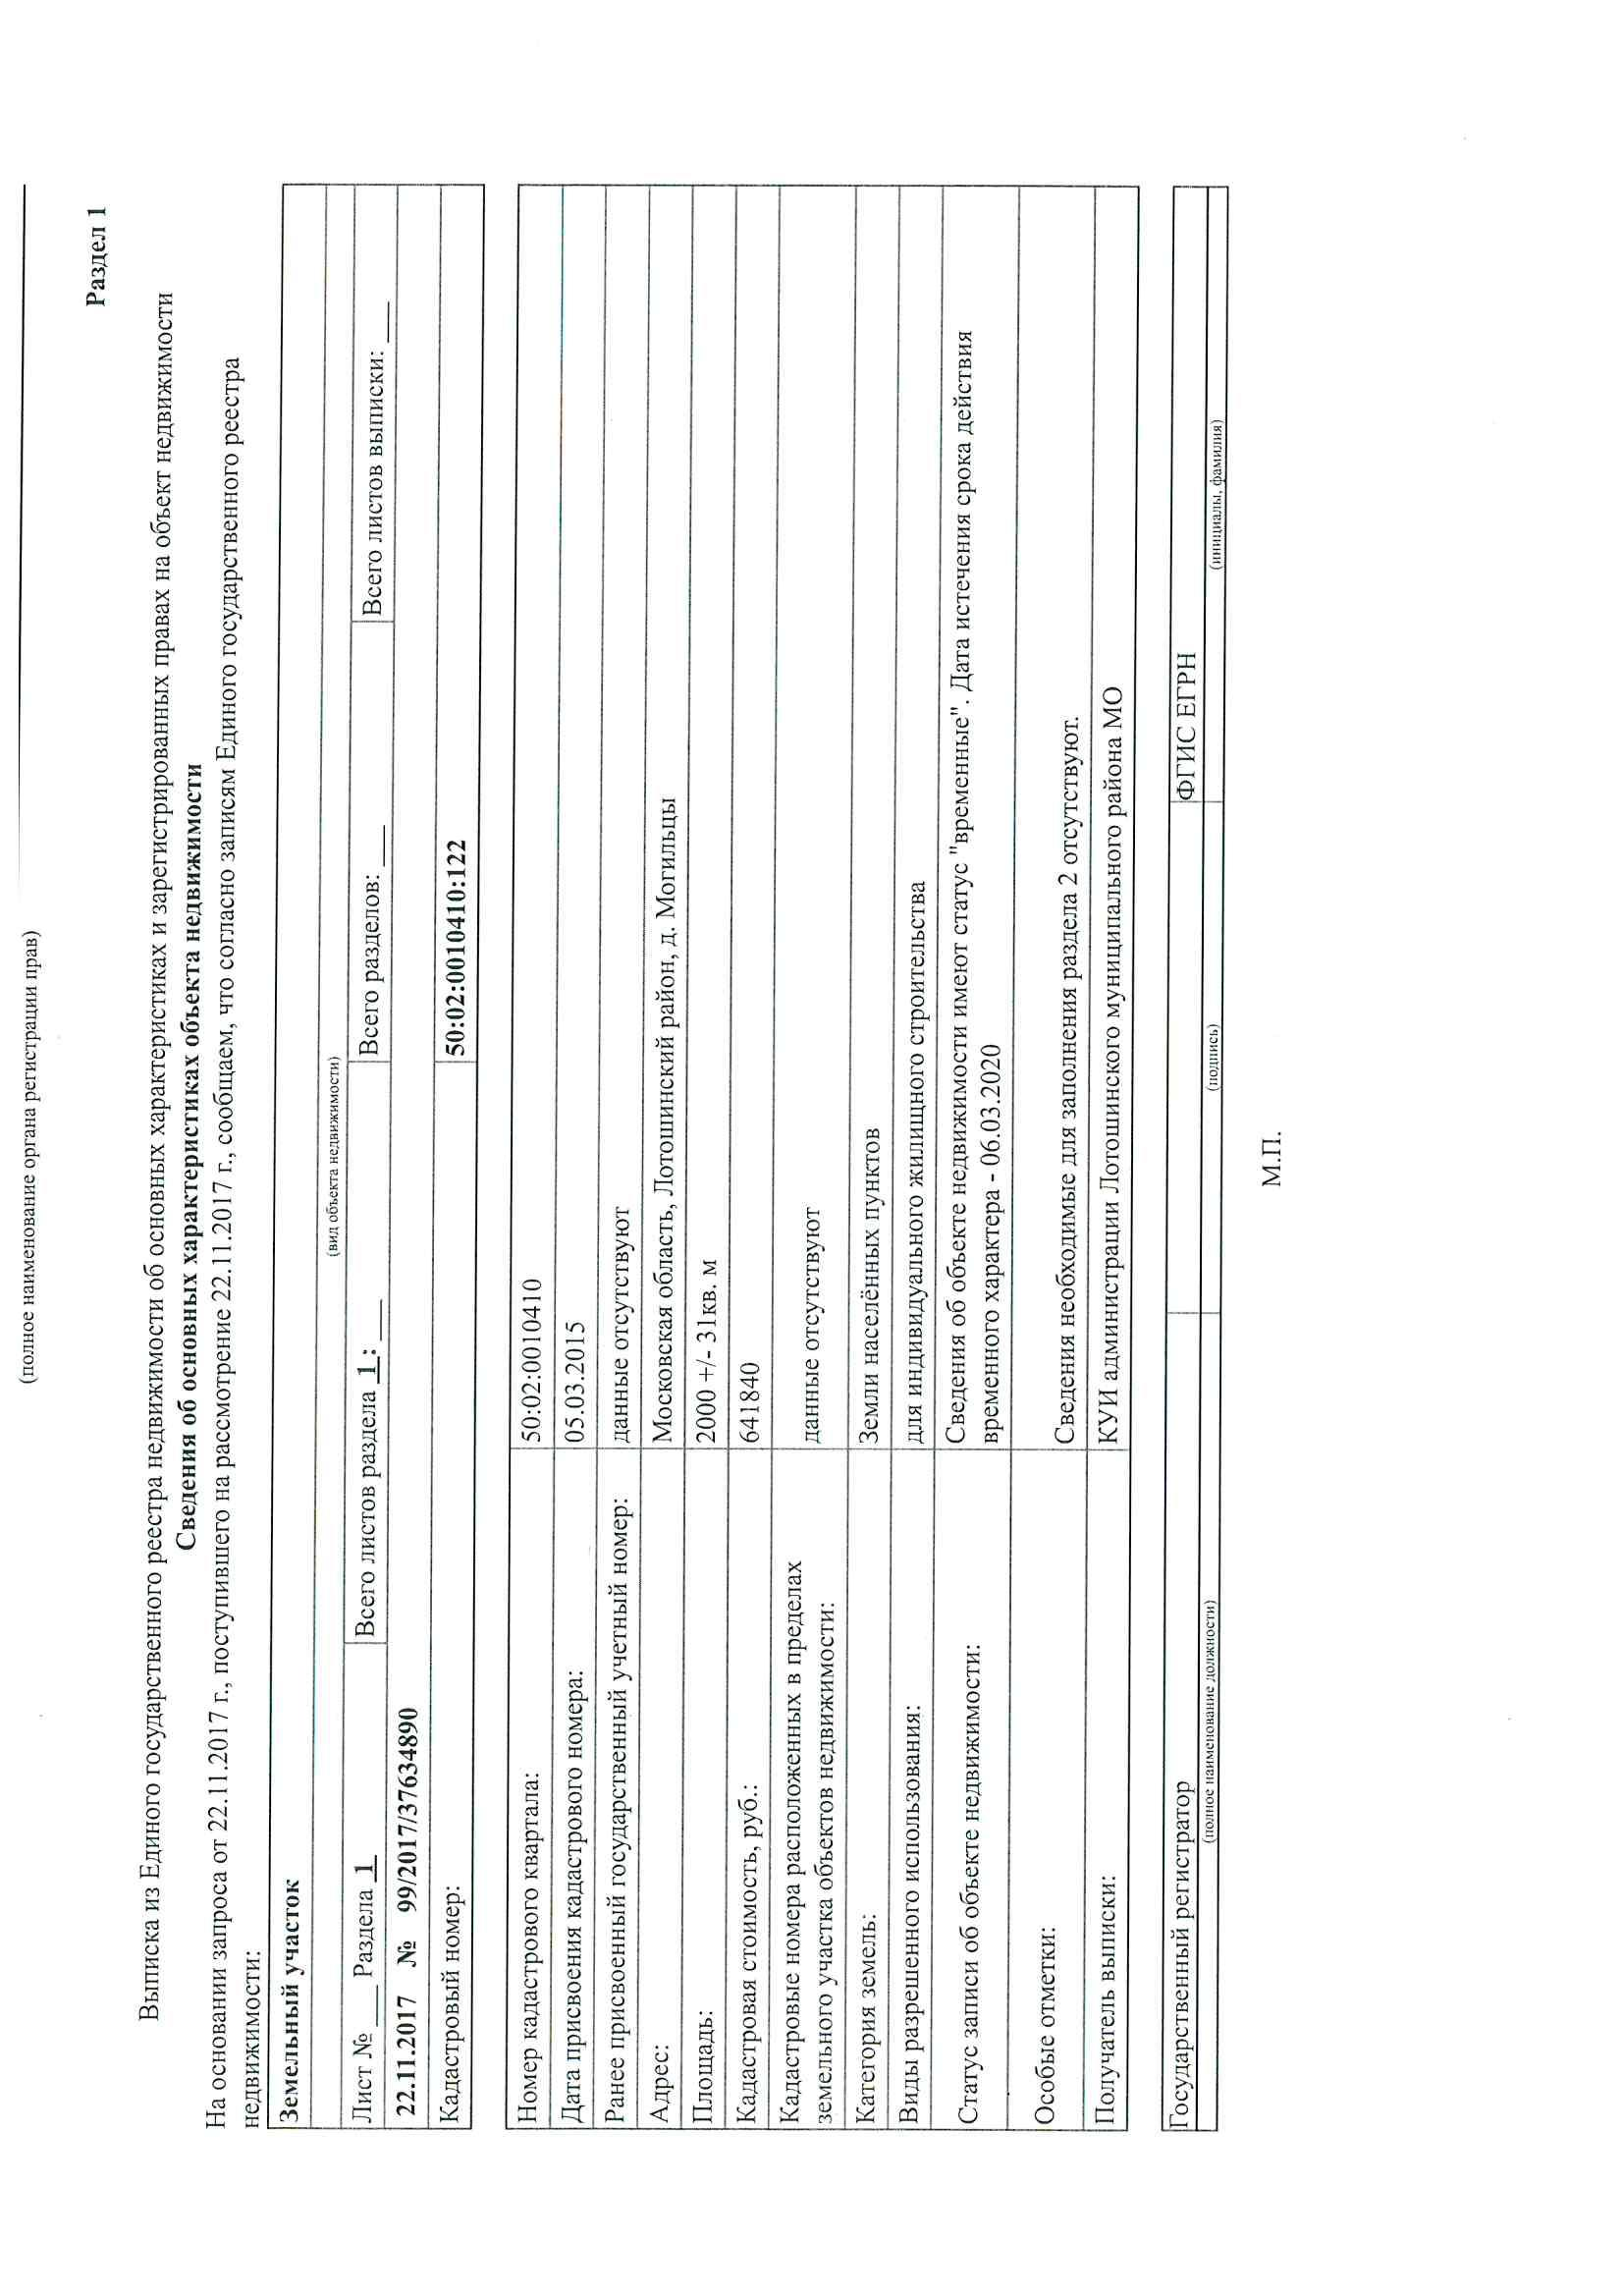 (полное наименование органа регистрации прав)
Раздел 1
Выписка из Единого государственного реестра недвижимости об основных характеристиках и зарегистрированных правах на объект недвижимости
Сведения об основных характеристиках объекта недвижимости
На основании запроса от 22.11.2017 г., поступившего на рассмотрение 22.11.2017 г., сообщаем, что согласно записям Единого государственного реестра
недвижимости:
Земельный участок
(вид объекта недвижимости)
Лист № ___ Раздела 1 Всего листов раздела 1 : ___ Всего разделов: ___ Всего листов выписки: ___
22.11.2017 № 99/2017/37634890
Кадастровый номер: 50:02:0010410:122
Номер кадастрового квартала: 50:02:0010410
Дата присвоения кадастрового номера: 05.03.2015
Ранее присвоенный государственный учетный номер: данные отсутствуют
Адрес: Московская область, Лотошинский район, д. Могильцы
Площадь: 2000 +/- 31кв. м
Кадастровая стоимость, руб.: 641840
Кадастровые номера расположенных в пределах
земельного участка объектов недвижимости: данные отсутствуют
Категория земель: Земли населённых пунктов
Виды разрешенного использования: для индивидуального жилищного строительства
Статус записи об объекте недвижимости: Сведения об объекте недвижимости имеют статус "временные". Дата истечения срока действия
временного характера - 06.03.2020
Особые отметки: Сведения необходимые для заполнения раздела 2 отсутствуют.
Получатель выписки: КУИ администрации Лотошинского муниципального района МО
Государственный регистратор ФГИС ЕГРН
(полное наименование должности) (подпись) (инициалы, фамилия)
М.П.